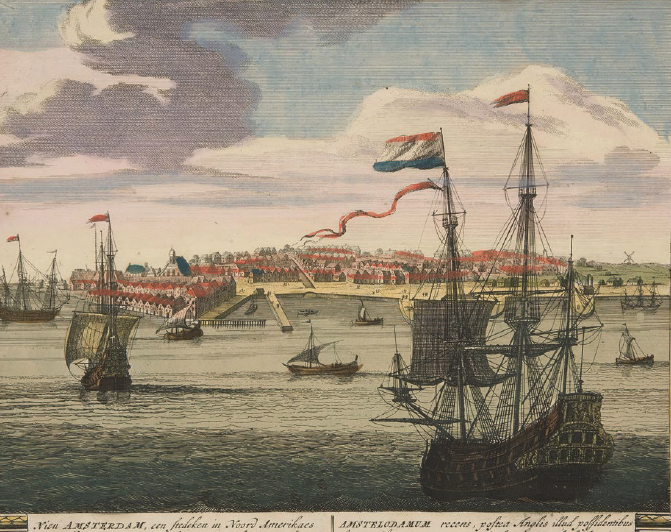 Nieu AMSTERDAM, een stedeken in Noord Amerikaes
AMSTELODAMUM recens, postea Anglis illud possidentibus